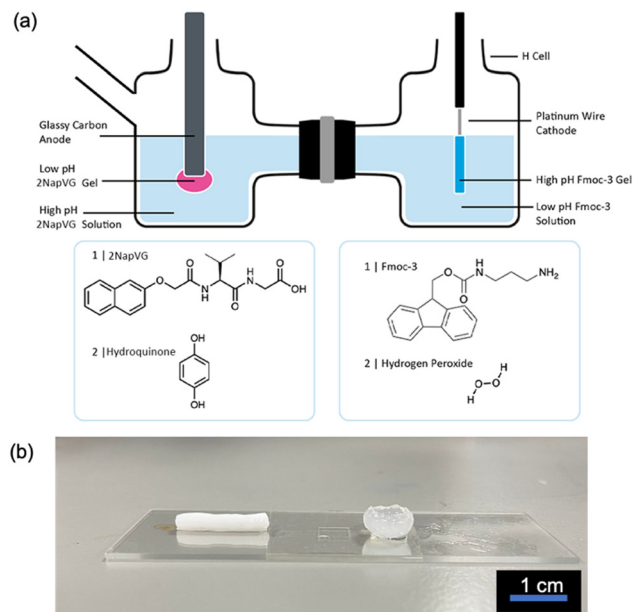 (a)
H Cell
Glassy Carbon
Anode
Platinum Wire
Cathode
Low pH
2NapVG Gel
High pH Fmoc-3 Gel
High pH
2NapVG Solution
Low pH Fmoc-3
Solution
1 | 2NapVG
O
O
N
H
O
H
N
O
OH
2 |Hydroquinone
OH
OH
1 | Fmoc-3
O
O
H
N
NH2
2 | Hydrogen Peroxide
H
O-O
H
(b)
1 cm